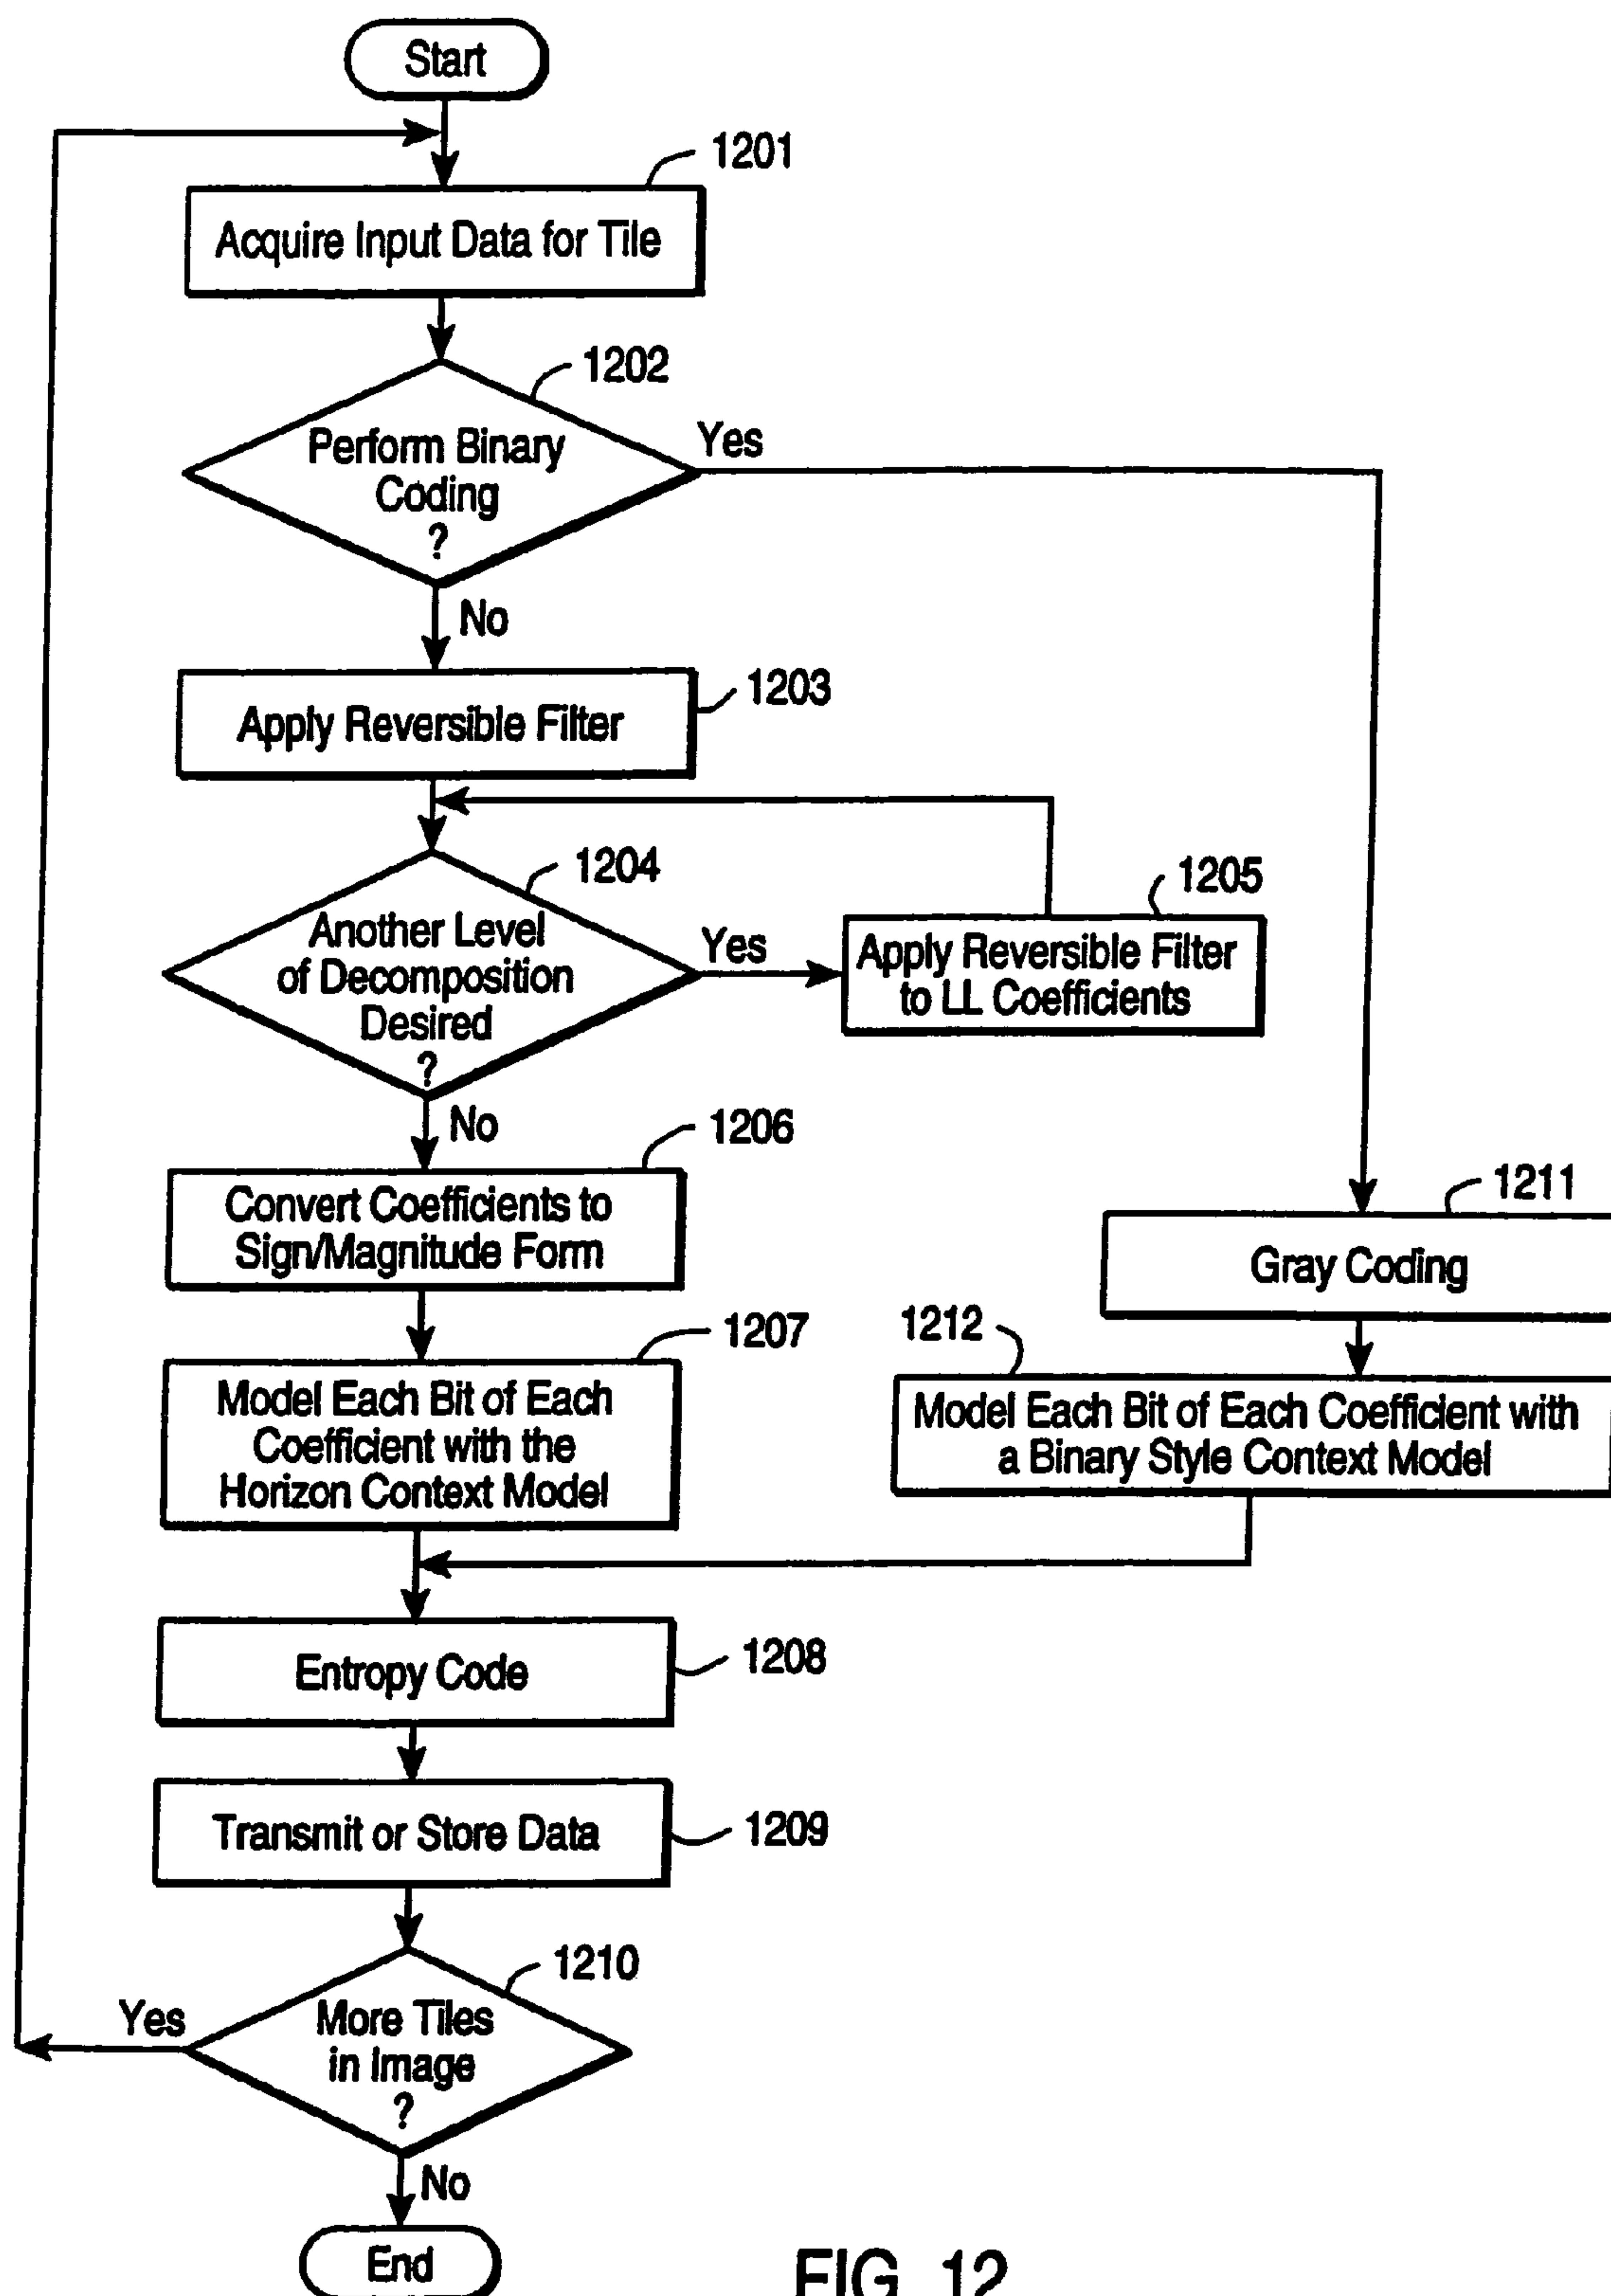 Start
1201
Acquire Input Data for Tile
1202
Perform Binary
Coding
?
Yes
No
1203
Apply Reversible Filter
1204
Another Level
of Decomposition
Desired
?
Yes
1205
Apply Reversible Filter
to LL Coefficients
No
1206
Convert Coefficients to
Sign/Magnitude Form
1211
Gray Coding
1207
Model Each Bit of Each
Coefficient with the
Horizon Context Model
1212
Model Each Bit of Each Coefficient with
a Binary Style Context Model
Entropy Code
1208
Transmit or Store Data
1209
1210
More Tiles
in Image
?
Yes
No
End
FIG. 12